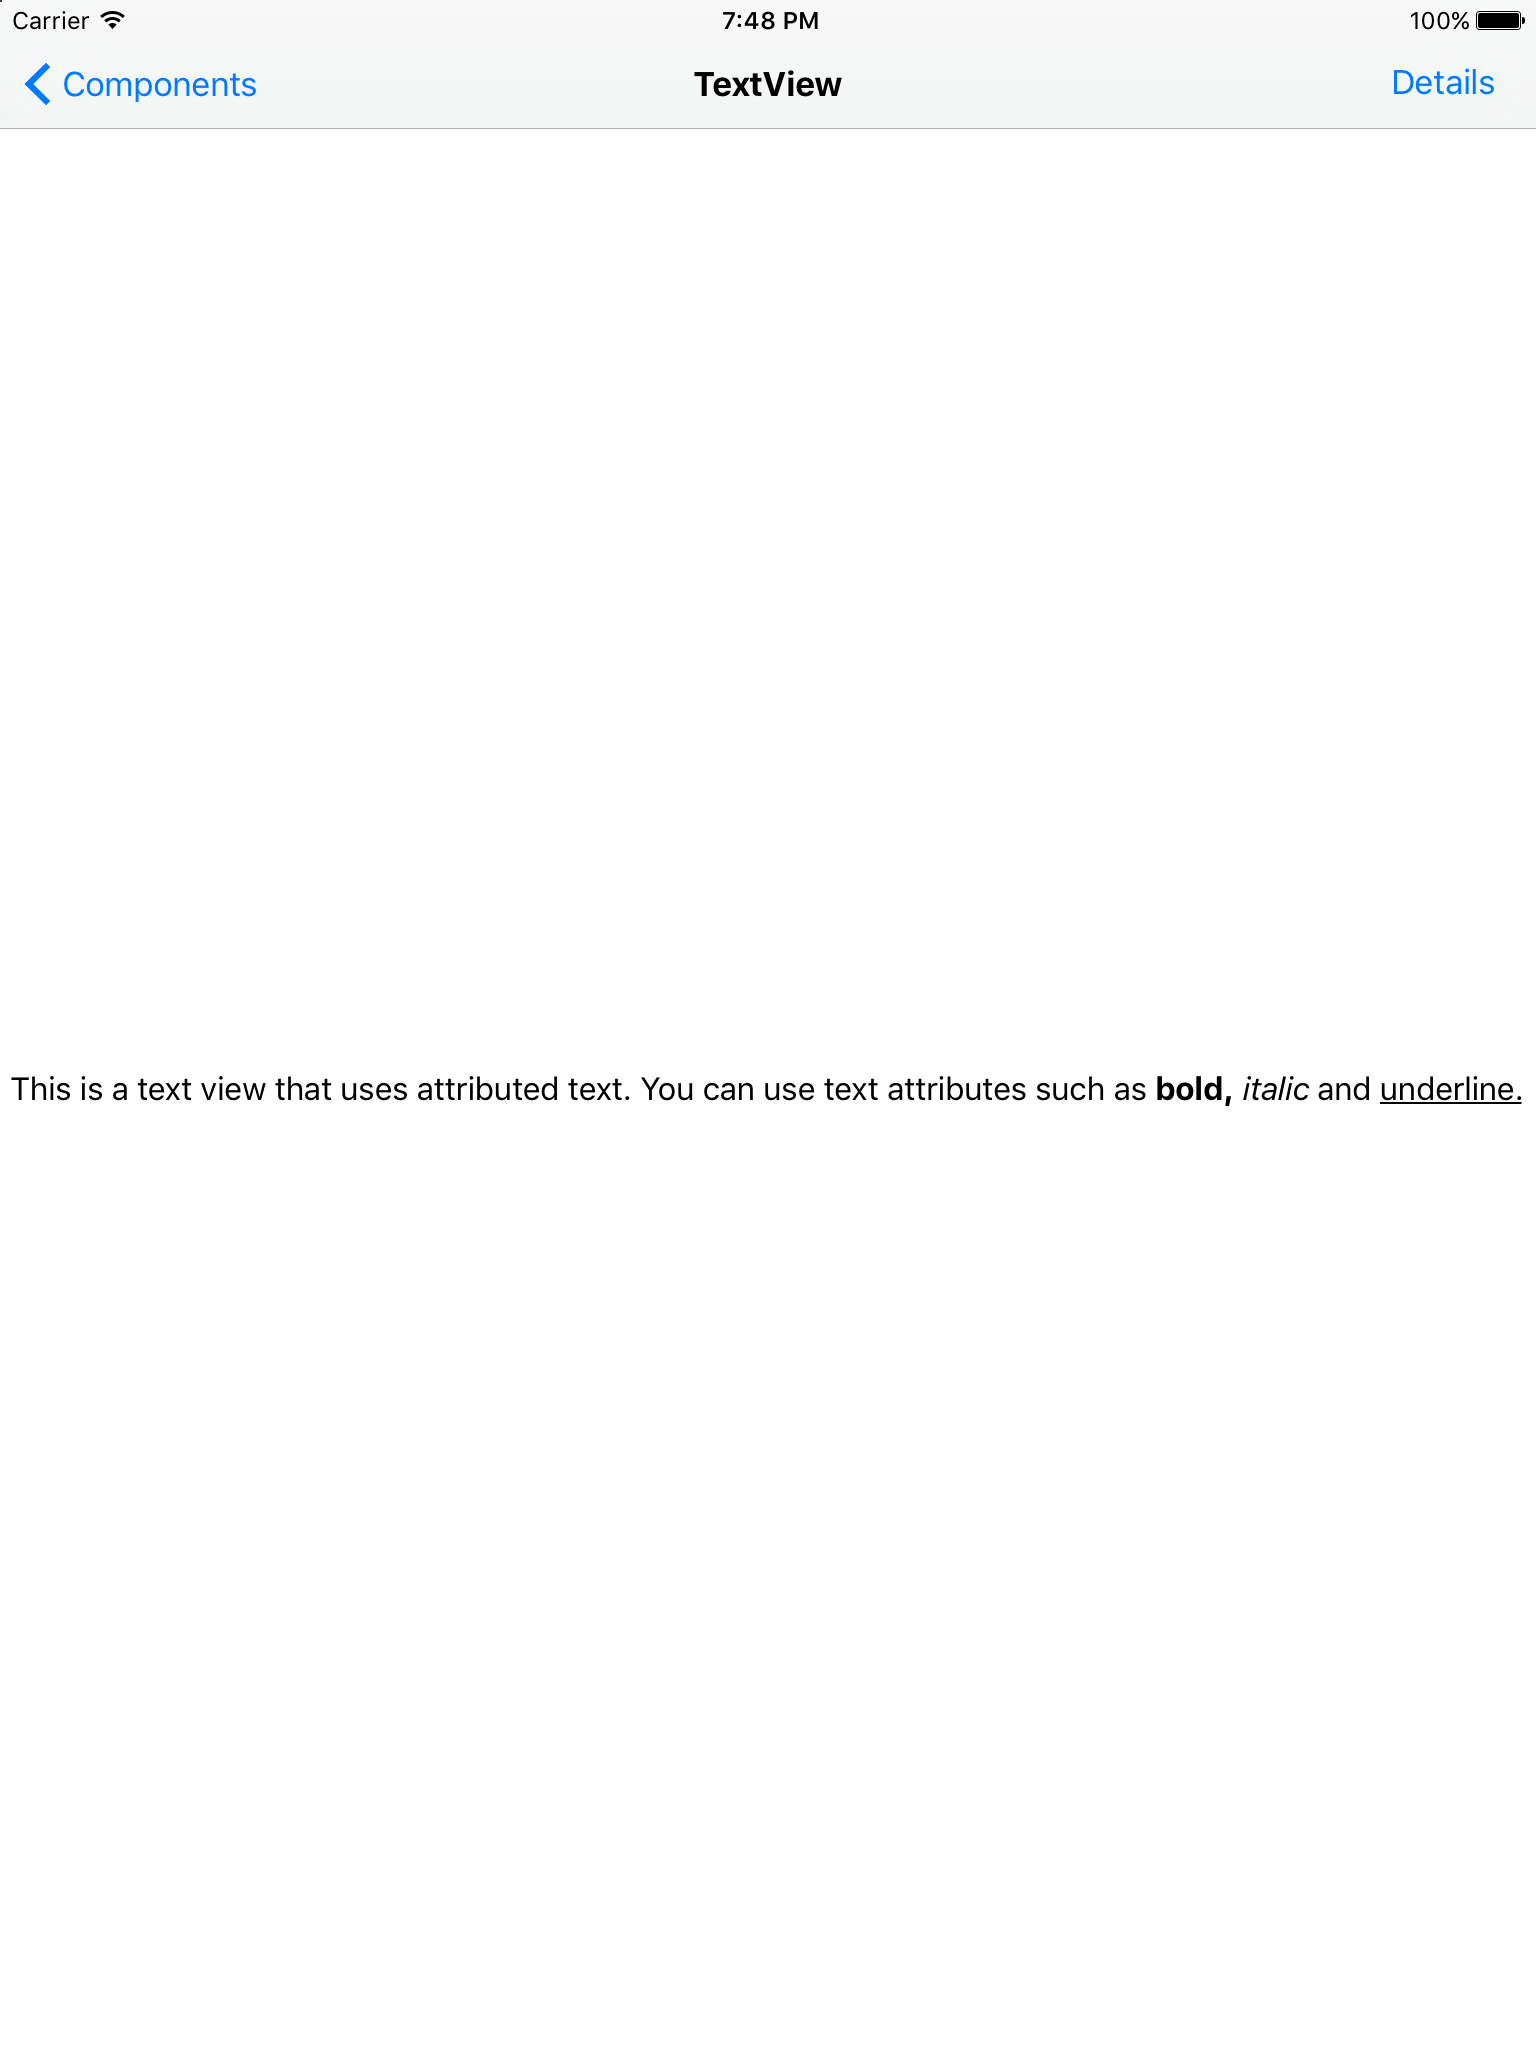 Carrier 7:48 PM 100%
Components TextView Details
This is a text view that uses attributed text. You can use text attributes such as bold, italic and underline.